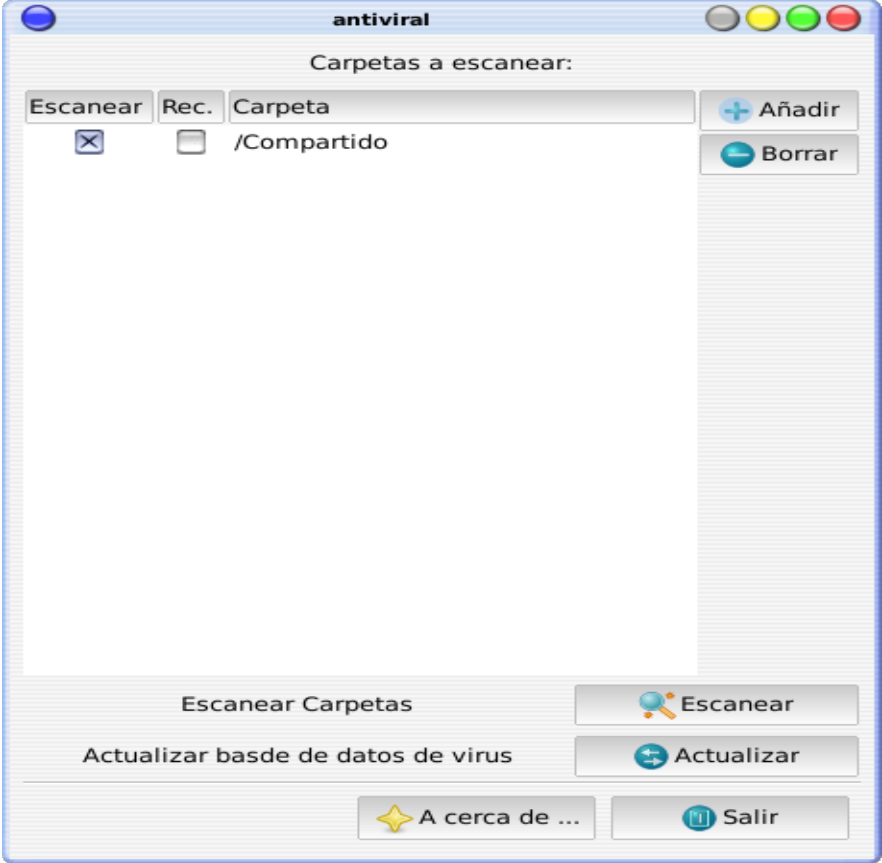 antiviral
Carpetas a escanear:
Escanear Rec. Carpeta
Añadir
/Compartido
Borrar
Escanear Carpetas
Escanear
Actualizar basde de datos de virus
Actualizar
A cerca de ...
Salir